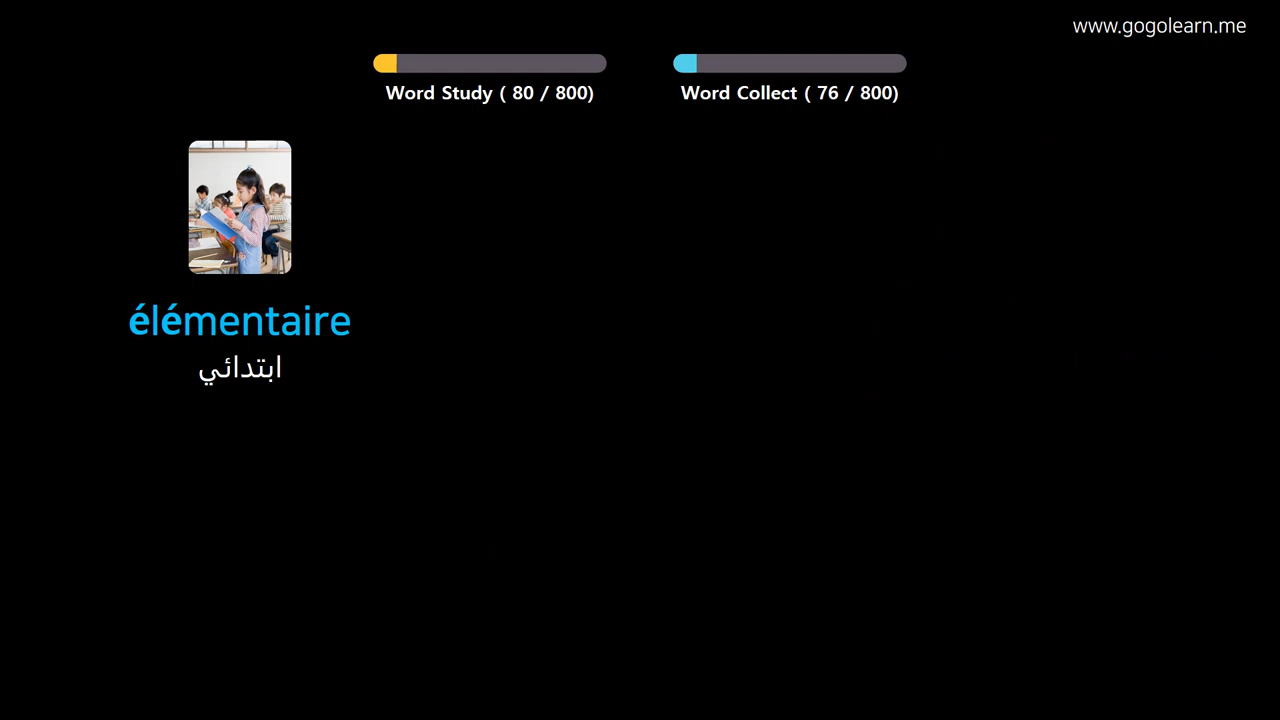 www.gogolearn.me
Word Study ( 80 / 800)
Word Collect ( 76 / 800)
élémentaire
ابتدائي